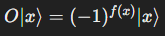 O|x⟩ = (−1)^{f(x)}|x⟩